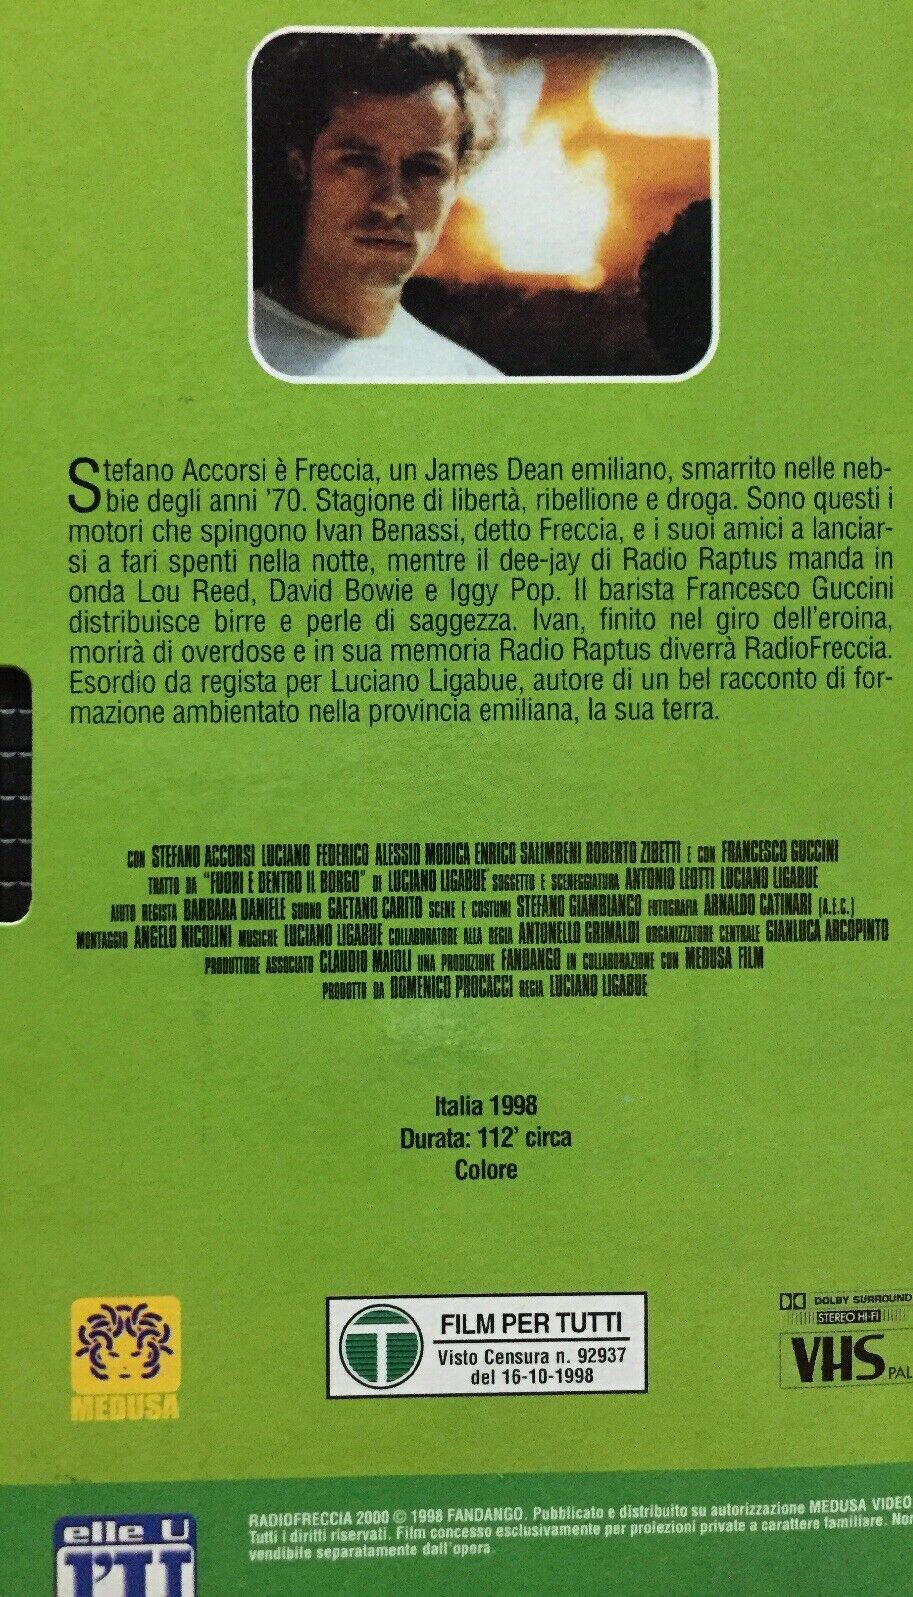 Stefano Accorsi è Freccia, un James Dean emiliano, smarrito nelle neb-
bie degli anni '70. Stagione di libertà, ribellione e droga. Sono questi i
motori che spingono Ivan Benassi, detto Freccia, e i suoi amici a lanciar-
si a fari spenti nella notte, mentre il dee-jay di Radio Raptus manda in
onda Lou Reed, David Bowie e Iggy Pop. Il barista Francesco Guccini
distribuisce birre e perle di saggezza. Ivan, finito nel giro dell'eroina,
morirà di overdose e in sua memoria Radio Raptus diverrà RadioFreccia.
Esordio da regista per Luciano Ligabue, autore di un bel racconto di for-
mazione ambientato nella provincia emiliana, la sua terra.
CON STEFANO ACCORSI LUCIANO FEDERICO ALESSIO MODICA ENRICO SALIMBENI ROBERTO ZIBETTI E CON FRANCESCO GUCCINI
TRATTO DA "FUORI E DENTRO IL BORGO" DI LUCIANO LIGABUE SOGGETTO E SCENEGGIATURA ANTONIO LEOTTI LUCIANO LIGABUE
AIUTO REGISTA BARBARA DANIELE SUONO GAETANO CARITO SCENE E COSTUMI STEFANO GIAMBIANCO FOTOGRAFIA ARNALDO CATINARI (A.E.C.)
MONTAGGIO ANGELO NICOLINI MUSICHE LUCIANO LIGABUE COLLABORATORE ALLA REGIA ANTONELLO GRIMALDI ORGANIZZATORE CENTRALE GIANLUCA ARCOPINTO
PRODUTTORE ASSOCIATO CLAUDIO MAIOLI UNA PRODUZIONE FANDANGO IN COLLABORAZIONE CON MEDUSA FILM
PRODOTTO DA DOMENICO PROCACCI REGIA LUCIANO LIGABUE
Italia 1998
Durata: 112' circa
Colore
MEDUSA
T
FILM PER TUTTI
Visto Censura n. 92937
del 16-10-1998
DOLBY SURROUND
STEREO HI-FI
VHS PAL
elle U
l'U
RADIOFRECCIA 2000 © 1998 FANDANGO. Pubblicato e distribuito su autorizzazione MEDUSA VIDEO
Tutti i diritti riservati. Film concesso esclusivamente per proiezioni private a carattere familiare. Non
vendibile separatamente dall'opera.